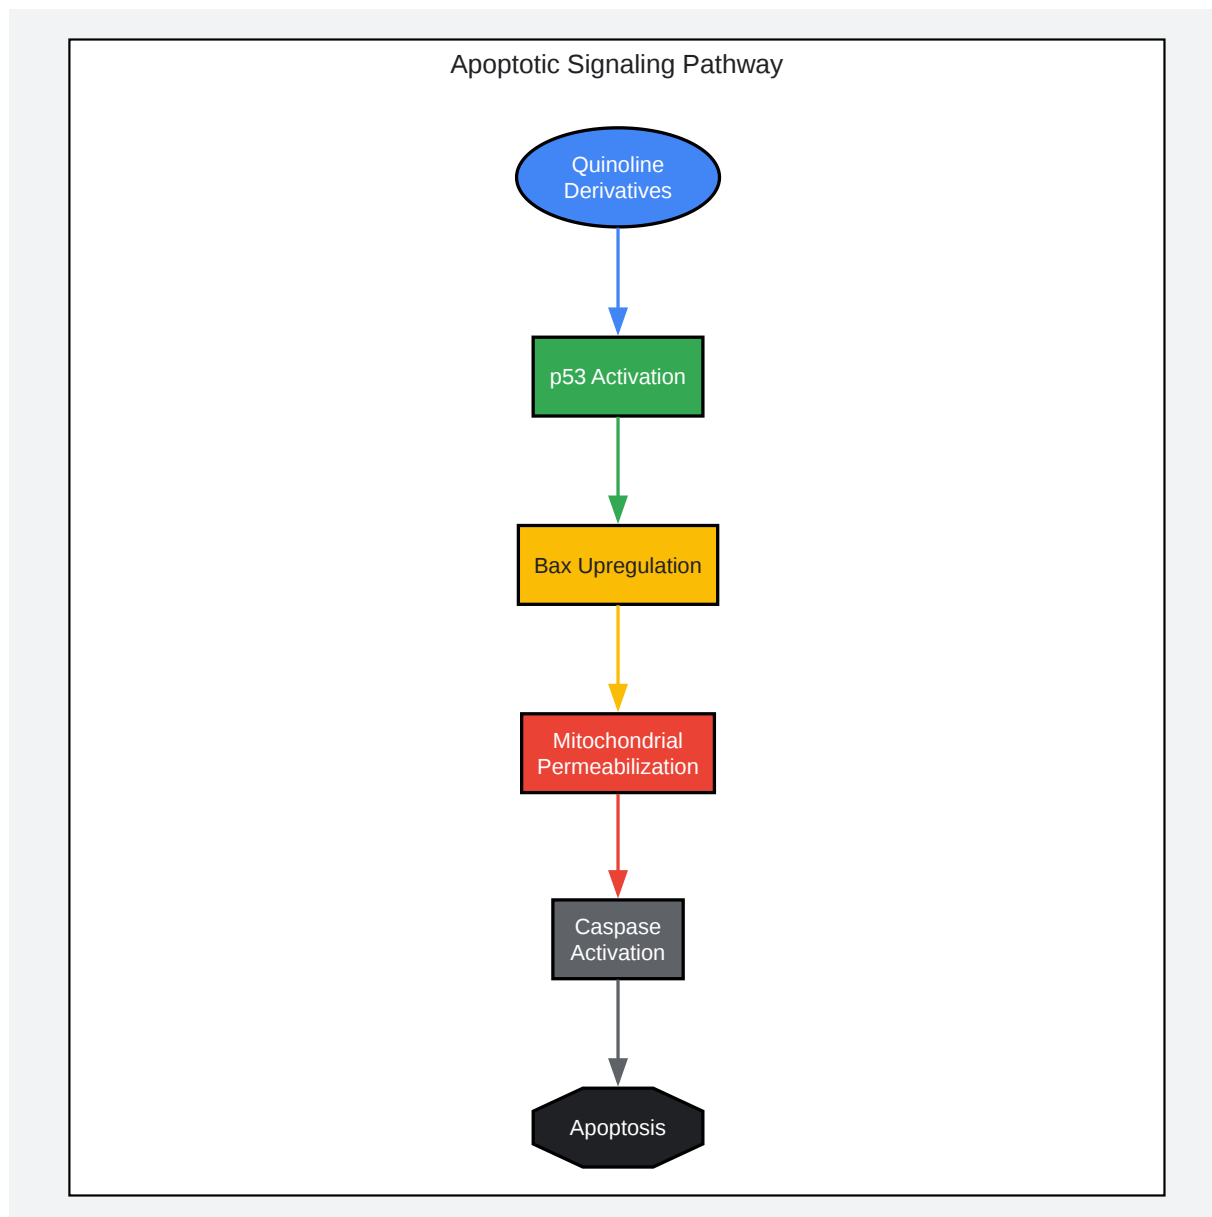 Apoptotic Signaling Pathway
Quinoline
Derivatives
p53 Activation
Bax Upregulation
Mitochondrial
Permeabilization
Caspase
Activation
Apoptosis